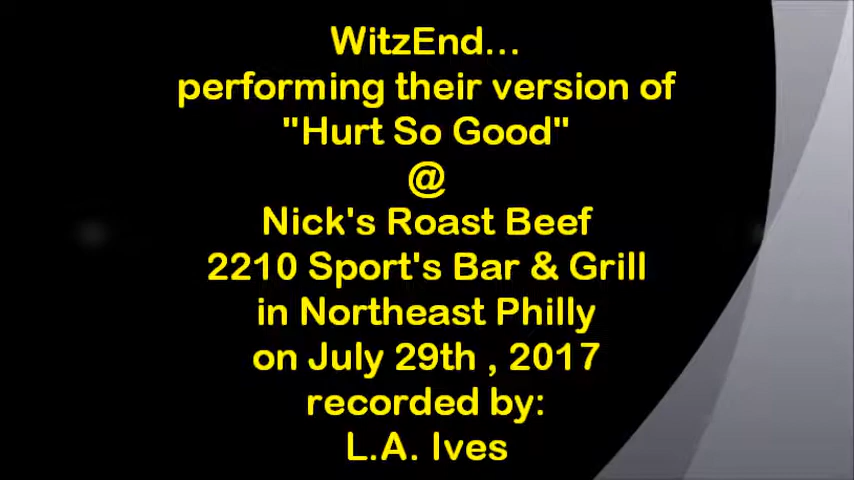 WitzEnd...
performing their version of
"Hurt So Good"
@
Nick's Roast Beef
2210 Sport's Bar & Grill
in Northeast Philly
on July 29th , 2017
recorded by:
L.A. Ives